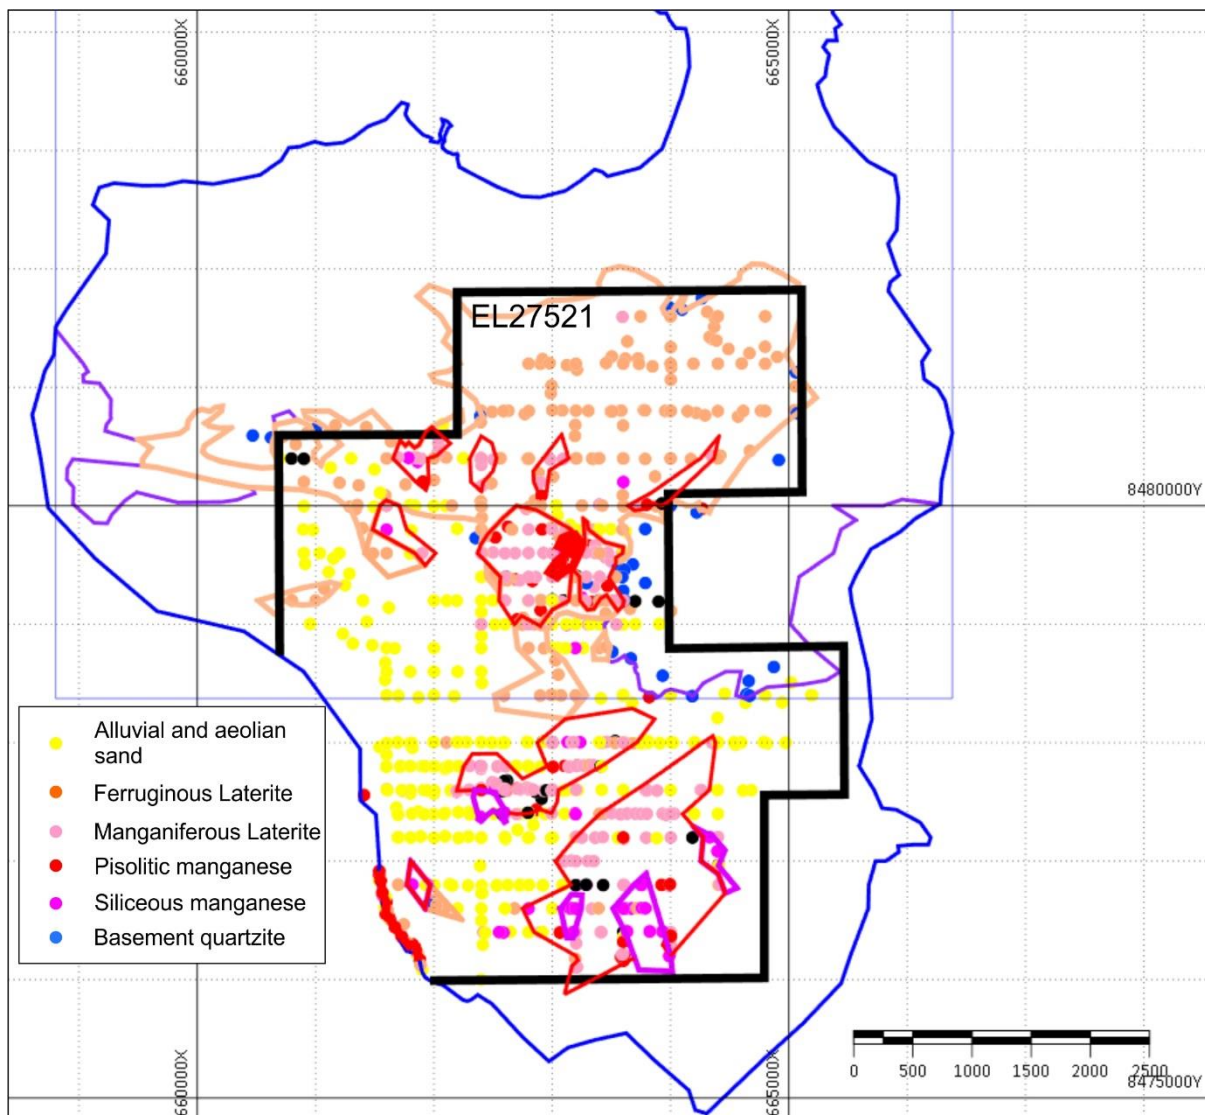 660000X
665000X
EL27521
8480000Y
Alluvial and aeolian
sand
Ferruginous Laterite
Manganiferous Laterite
Pisolitic manganese
Siliceous manganese
Basement quartzite
660000X
665000X
0 500 1000 1500 2000 2500
8475000Y